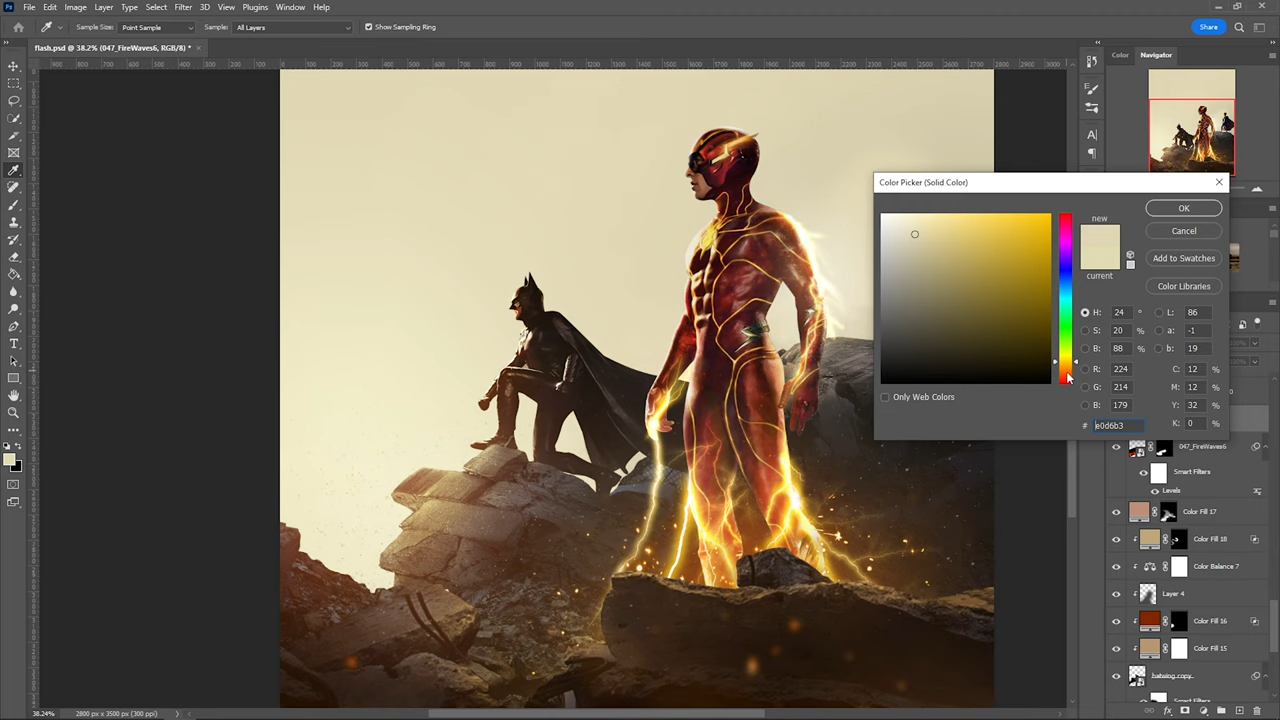 Ps File Edit Image Layer Type Select Filter 3D View Plugins Window Help
Sample Size: Point Sample Sample: All Layers Show Sampling Ring Share
flash.psd @ 38.2% (047_FireWaves6, RGB/8) * ×
Color Navigator
Color Picker (Solid Color)
new
current
OK
Cancel
Add to Swatches
Color Libraries
H: 24 ° L: 86
S: 20 % a: -1
B: 88 % b: 19
R: 224 C: 12 %
G: 214 M: 12 %
B: 179 Y: 32 %
Only Web Colors
# e0d6b3 K: 0 %
047_FireWaves6
Smart Filters
Levels
Color Fill 17
Color Fill 18
Color Balance 7
Layer 4
Color Fill 16
Color Fill 15
batwing copy
Smart Filters
38.24% 2800 px x 3500 px (300 ppi)